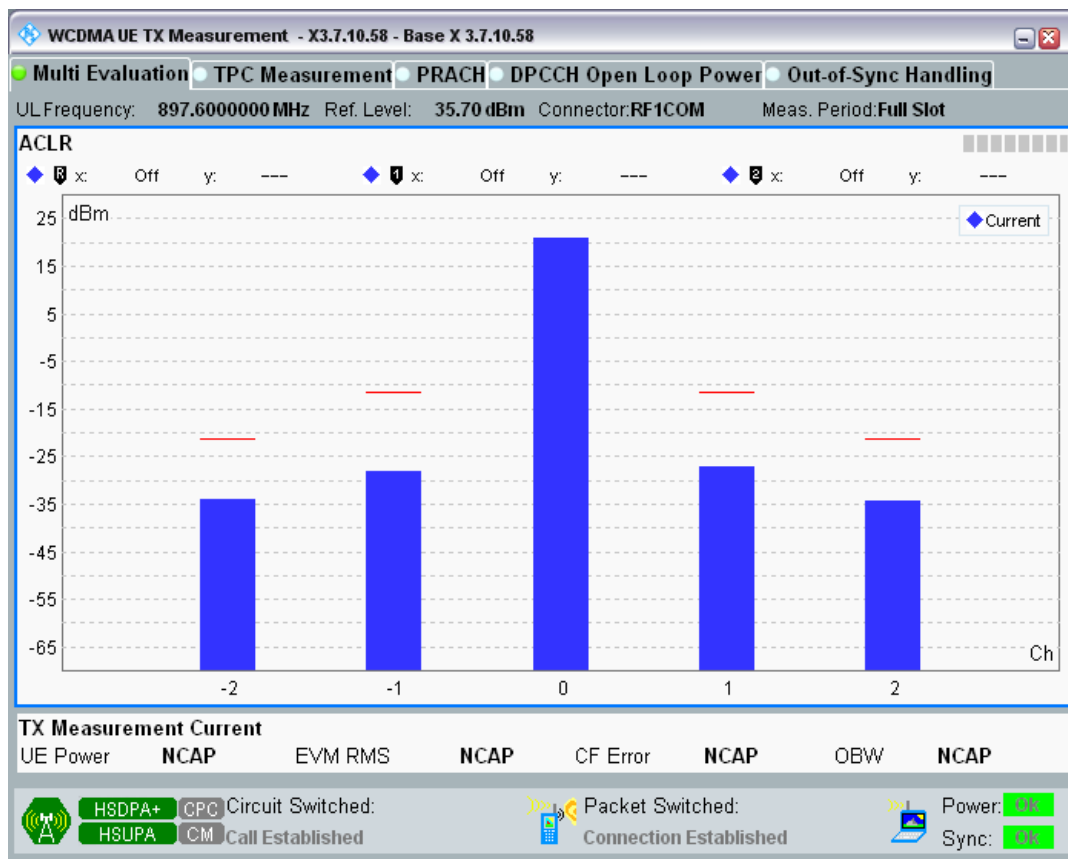 WCDMA UE TX Measurement - X3.7.10.58 - Base X 3.7.10.58
Multi Evaluation TPC Measurement PRACH DPCCH Open Loop Power Out-of-Sync Handling
UL Frequency: 897.6000000 MHz Ref. Level: 35.70 dBm Connector:RF1COM Meas. Period:Full Slot
ACLR
R x: Off y: --- 1 x: Off y: --- 2 x: Off y: ---
dBm
Current
25
15
5
-5
-15
-25
-35
-45
-55
-65
Ch
-2 -1 0 1 2
TX Measurement Current
UE Power NCAP EVM RMS NCAP CF Error NCAP OBW NCAP
HSDPA+ CPC Circuit Switched: Packet Switched: Power: OK
HSUPA CM Call Established Connection Established Sync: OK